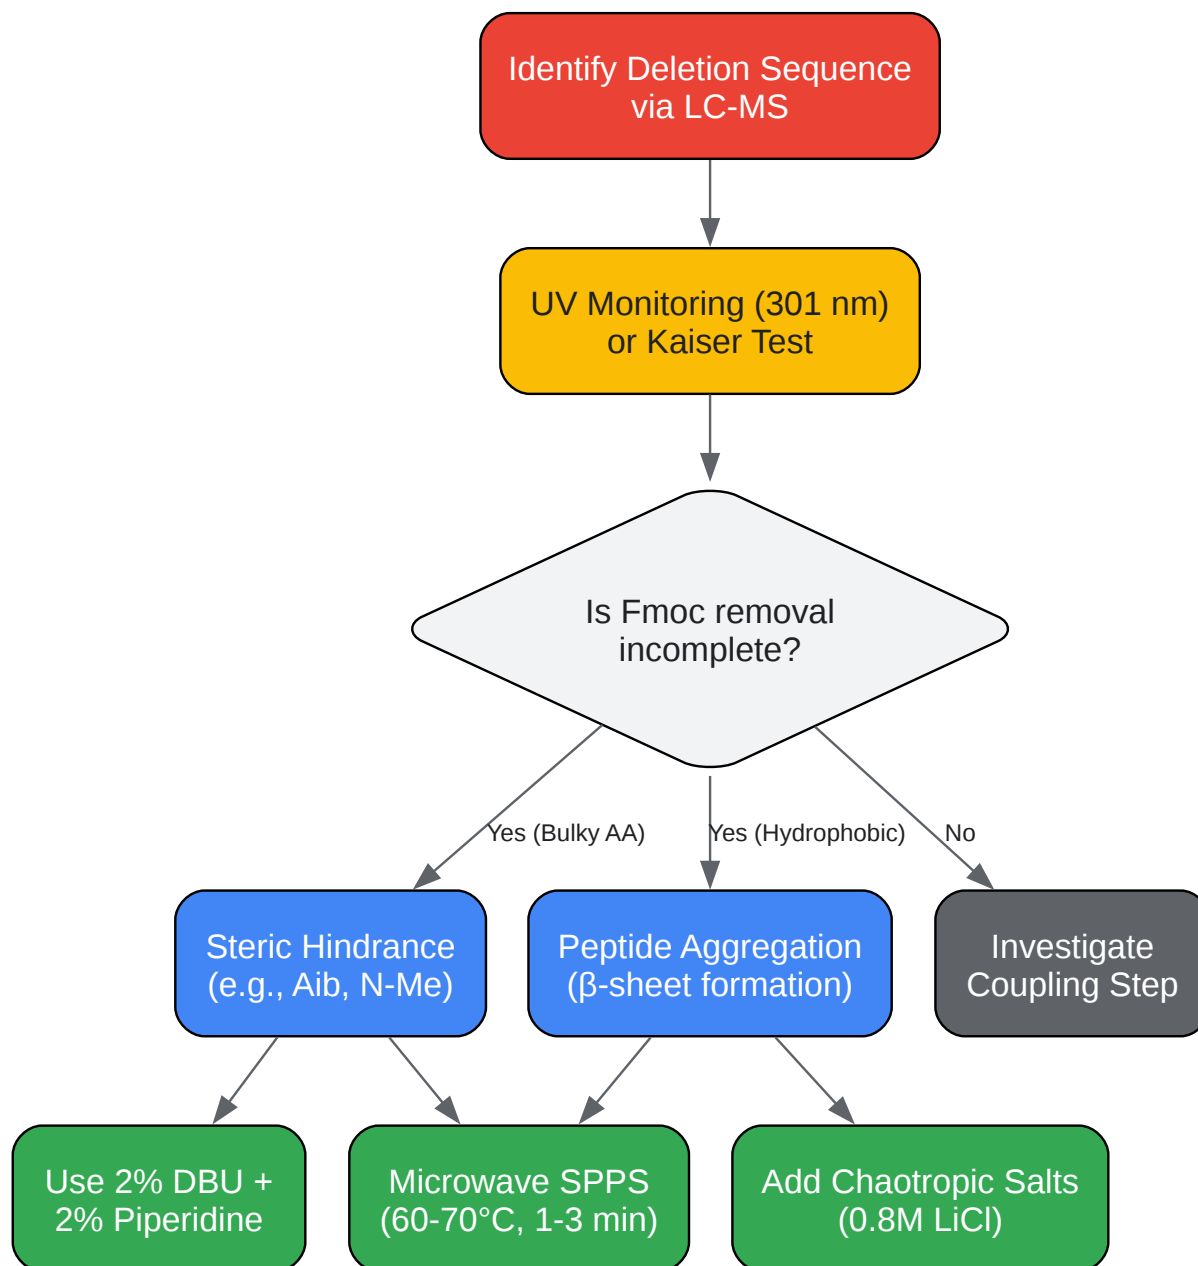 Identify Deletion Sequence
via LC-MS
UV Monitoring (301 nm)
or Kaiser Test
Is Fmoc removal
incomplete?
Yes (Bulky AA)
Yes (Hydrophobic)
No
Steric Hindrance
(e.g., Aib, N-Me)
Peptide Aggregation
(β-sheet formation)
Investigate
Coupling Step
Use 2% DBU +
2% Piperidine
Microwave SPPS
(60-70°C, 1-3 min)
Add Chaotropic Salts
(0.8M LiCl)